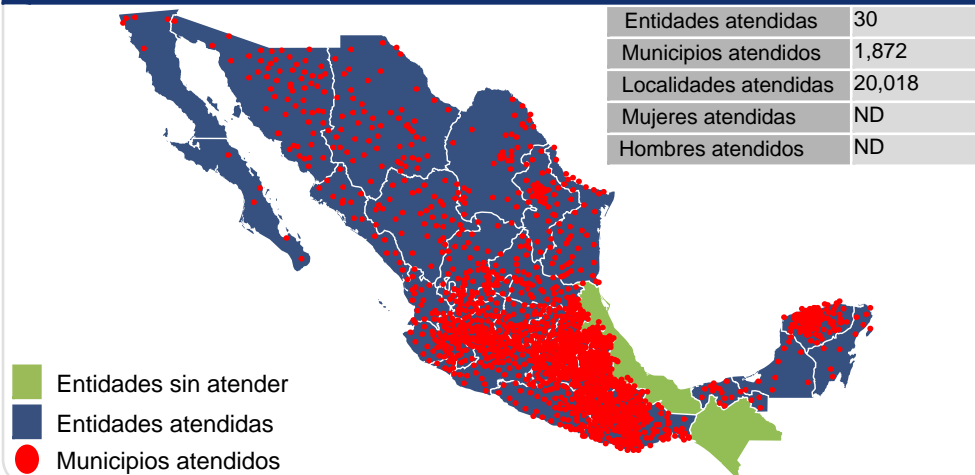 Entidades atendidas 30
Municipios atendidos 1,872
Localidades atendidas 20,018
Mujeres atendidas ND
Hombres atendidos ND
Entidades sin atender
Entidades atendidas
Municipios atendidos